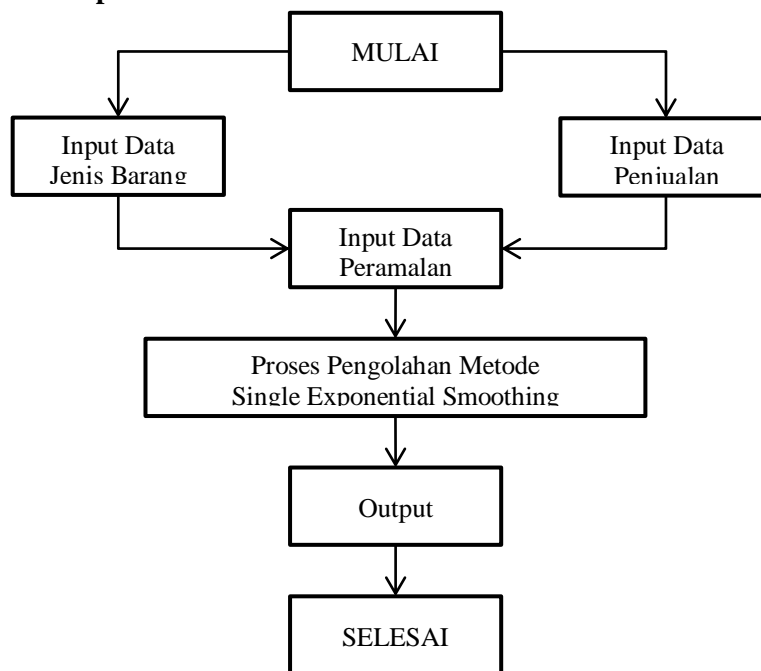 MULAI
Input Data
Jenis Barang
Input Data
Penjualan
Input Data
Peramalan
Proses Pengolahan Metode
Single Exponential Smoothing
Output
SELESAI